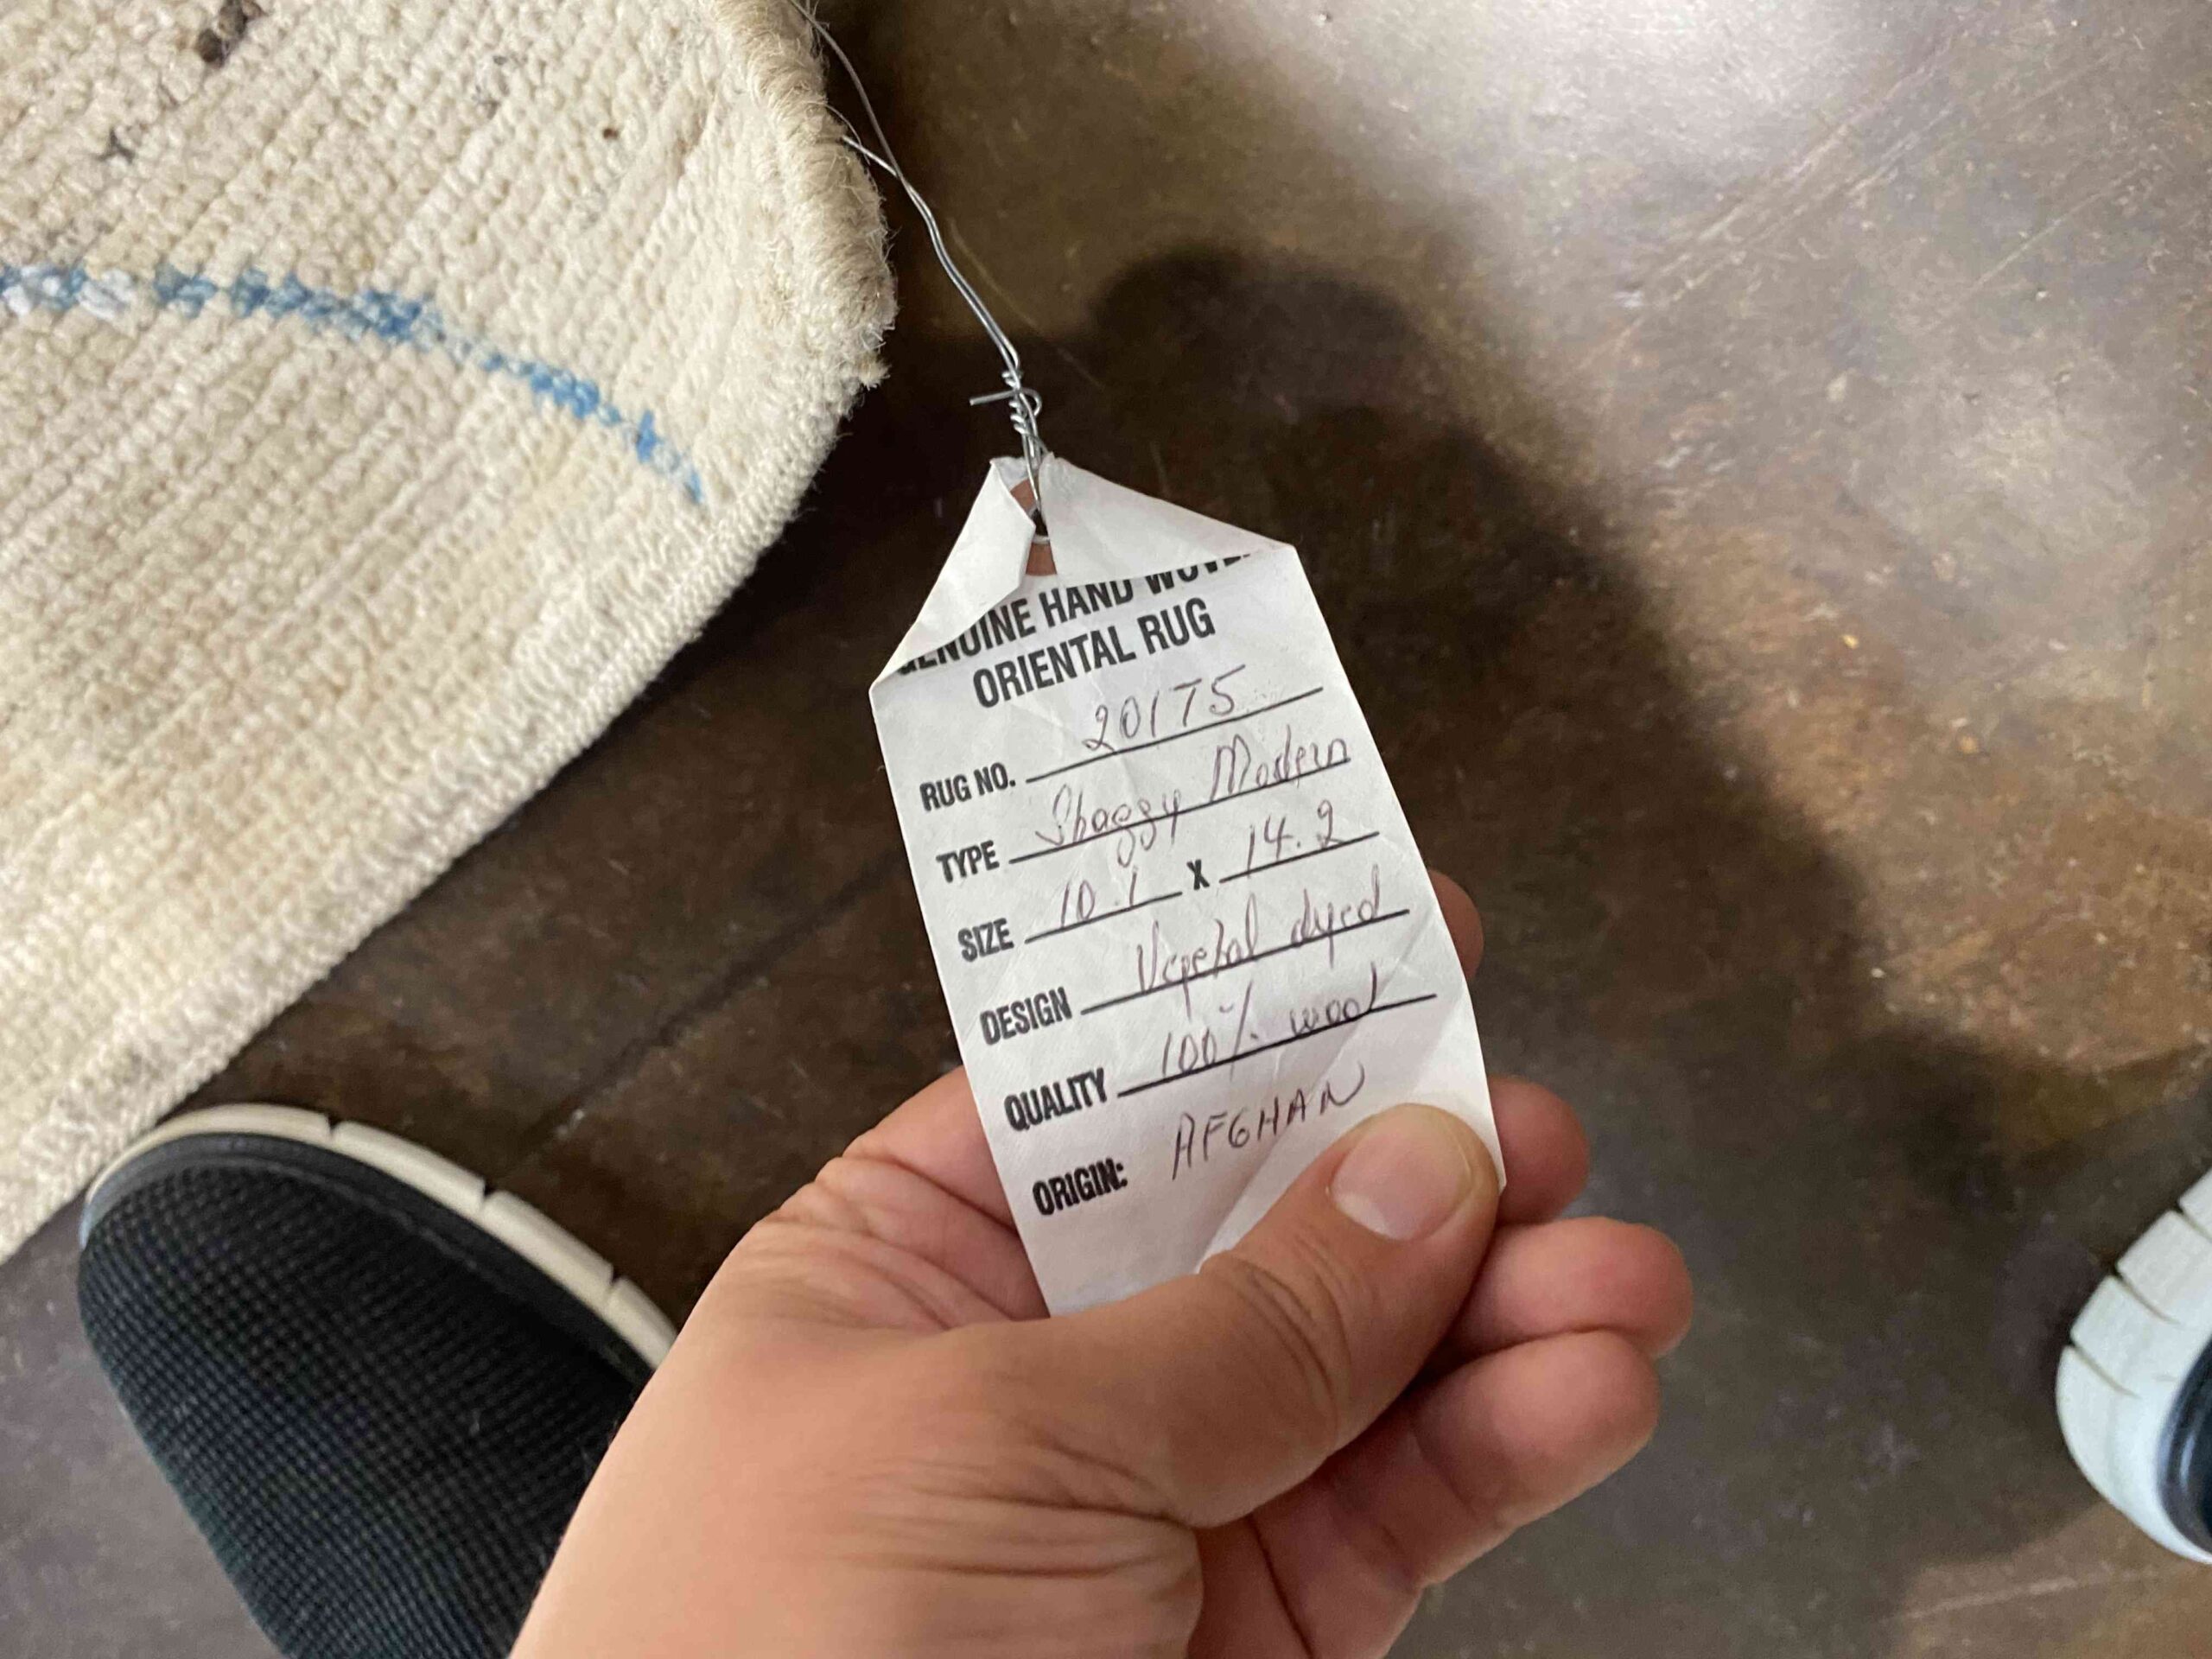 GENUINE HAND WOVEN
ORIENTAL RUG
RUG NO. 20175
TYPE Shaggy Modern
SIZE 10.1 X 14.2
DESIGN Vegetal dyed
QUALITY 100% wool
ORIGIN: AFGHAN